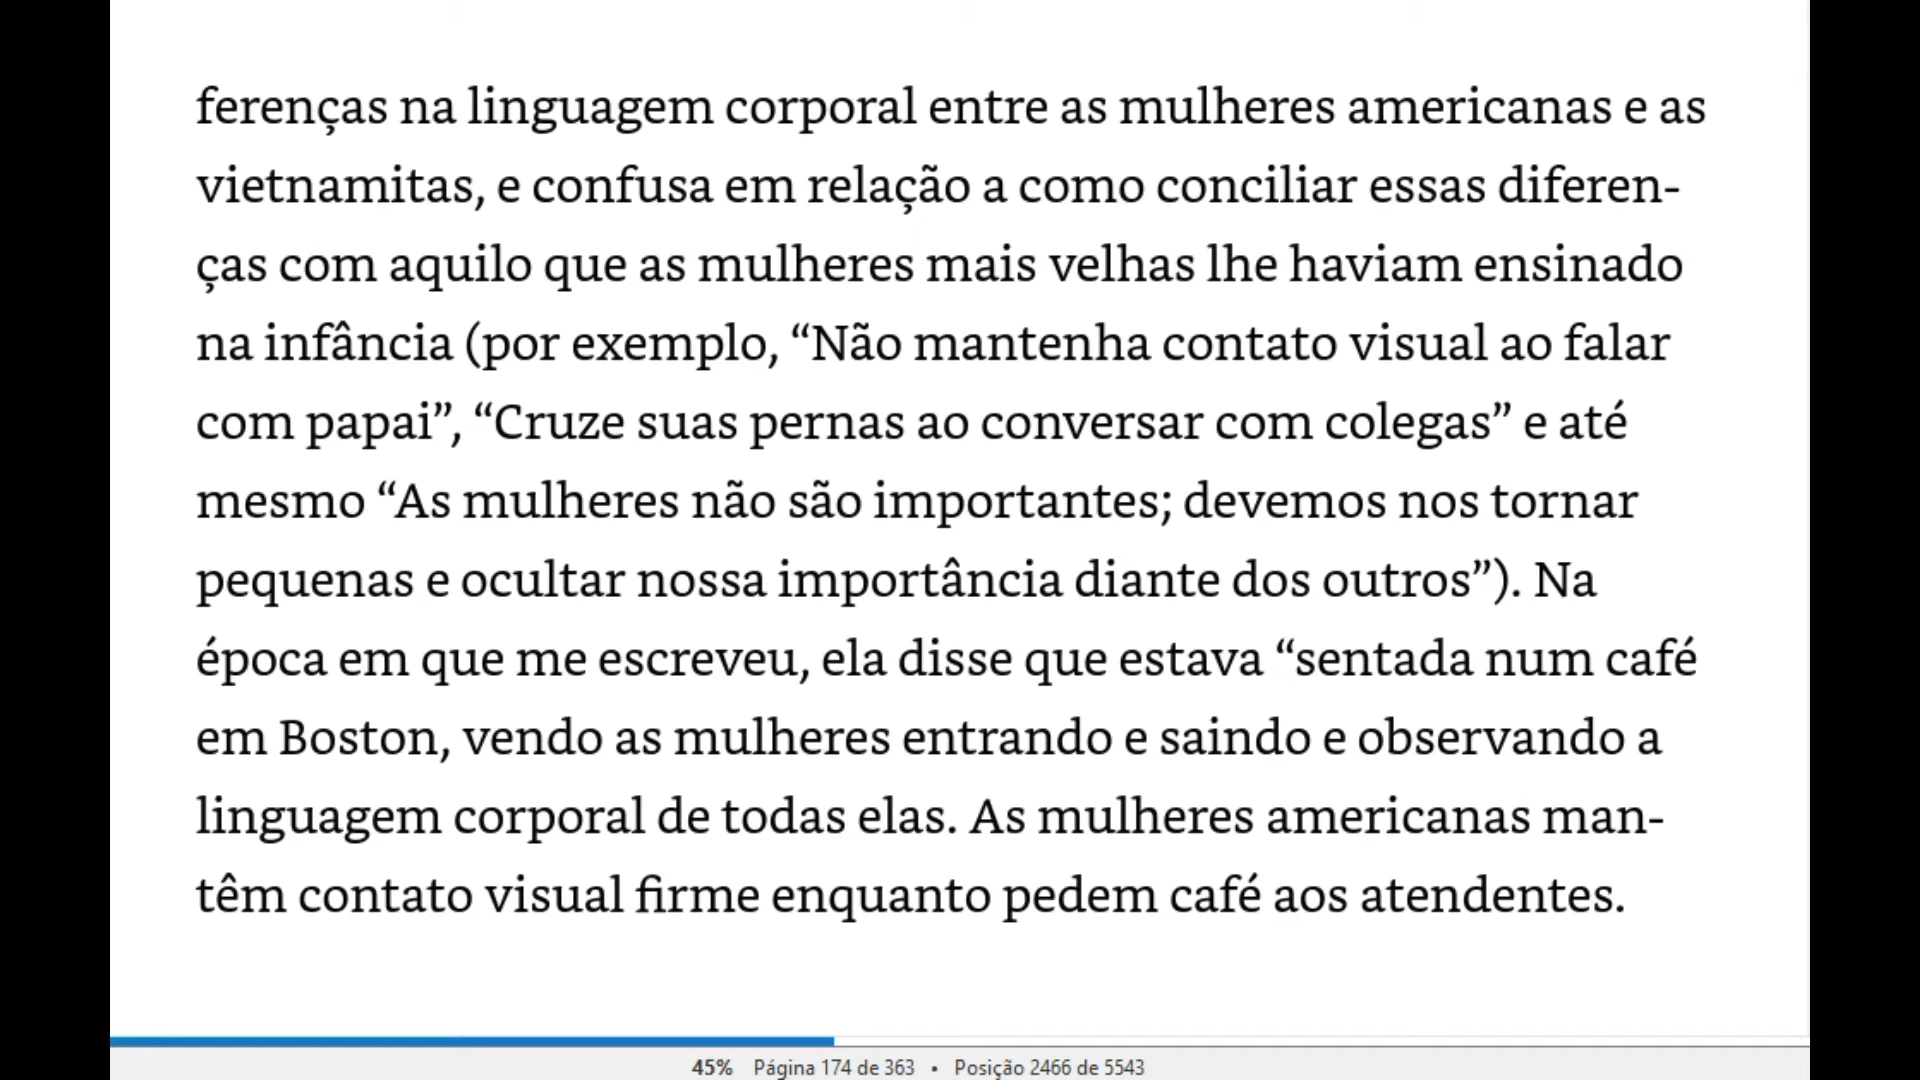 ferenças na linguagem corporal entre as mulheres americanas e as
vietnamitas, e confusa em relação a como conciliar essas diferen-
ças com aquilo que as mulheres mais velhas lhe haviam ensinado
na infância (por exemplo, “Não mantenha contato visual ao falar
com papai”, “Cruze suas pernas ao conversar com colegas” e até
mesmo “As mulheres não são importantes; devemos nos tornar
pequenas e ocultar nossa importância diante dos outros”). Na
época em que me escreveu, ela disse que estava “sentada num café
em Boston, vendo as mulheres entrando e saindo e observando a
linguagem corporal de todas elas. As mulheres americanas man-
têm contato visual firme enquanto pedem café aos atendentes.
45% Página 174 de 363 • Posição 2466 de 5543